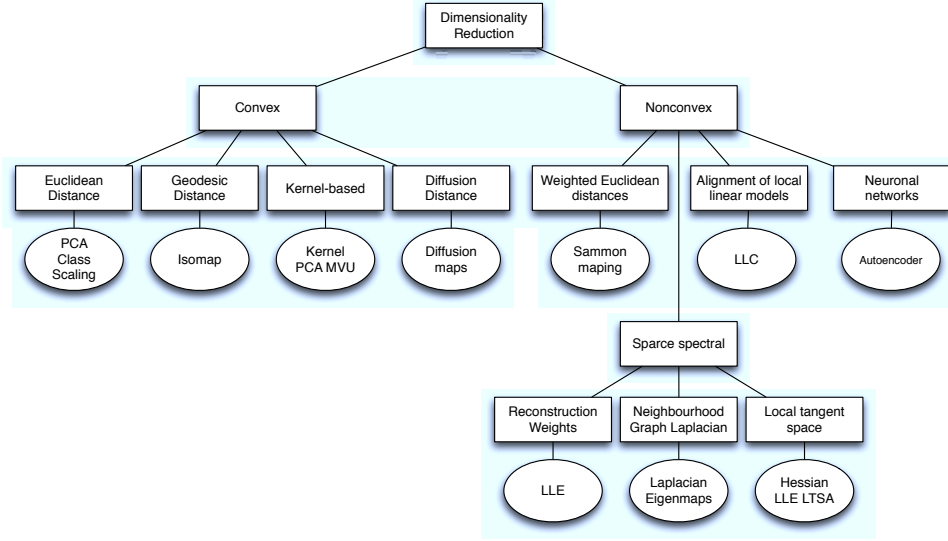 Dimensionality
Reduction
Convex
Nonconvex
Euclidean
Distance
Geodesic
Distance
Kernel-based
Diffusion
Distance
Weighted Euclidean
distances
Alignment of local
linear models
Neuronal
networks
PCA
Class
Scaling
Isomap
Kernel
PCA MVU
Diffusion
maps
Sammon
maping
LLC
Autoencoder
Sparce spectral
Reconstruction
Weights
Neighbourhood
Graph Laplacian
Local tangent
space
LLE
Laplacian
Eigenmaps
Hessian
LLE LTSA